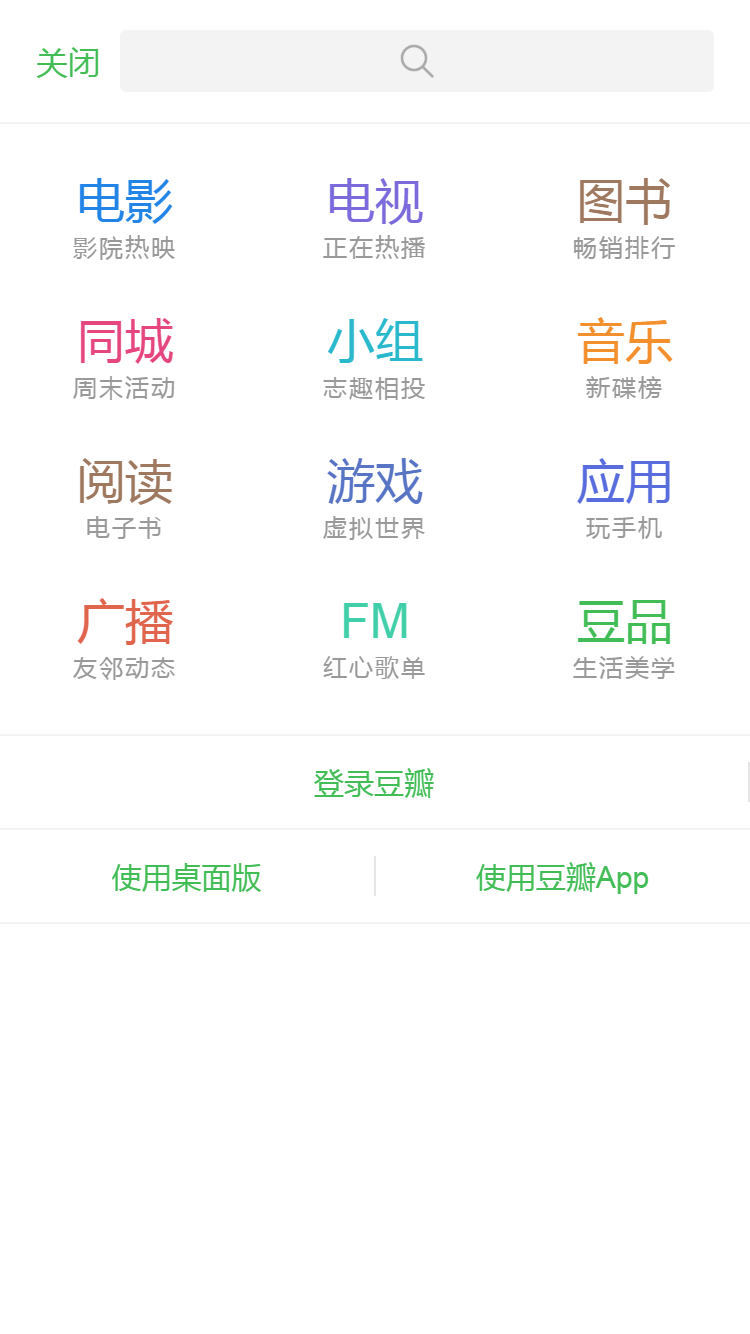 关闭
电影 电视 图书
影院热映 正在热播 畅销排行
同城 小组 音乐
周末活动 志趣相投 新碟榜
阅读 游戏 应用
电子书 虚拟世界 玩手机
广播 FM 豆品
友邻动态 红心歌单 生活美学
登录豆瓣
使用桌面版 使用豆瓣App